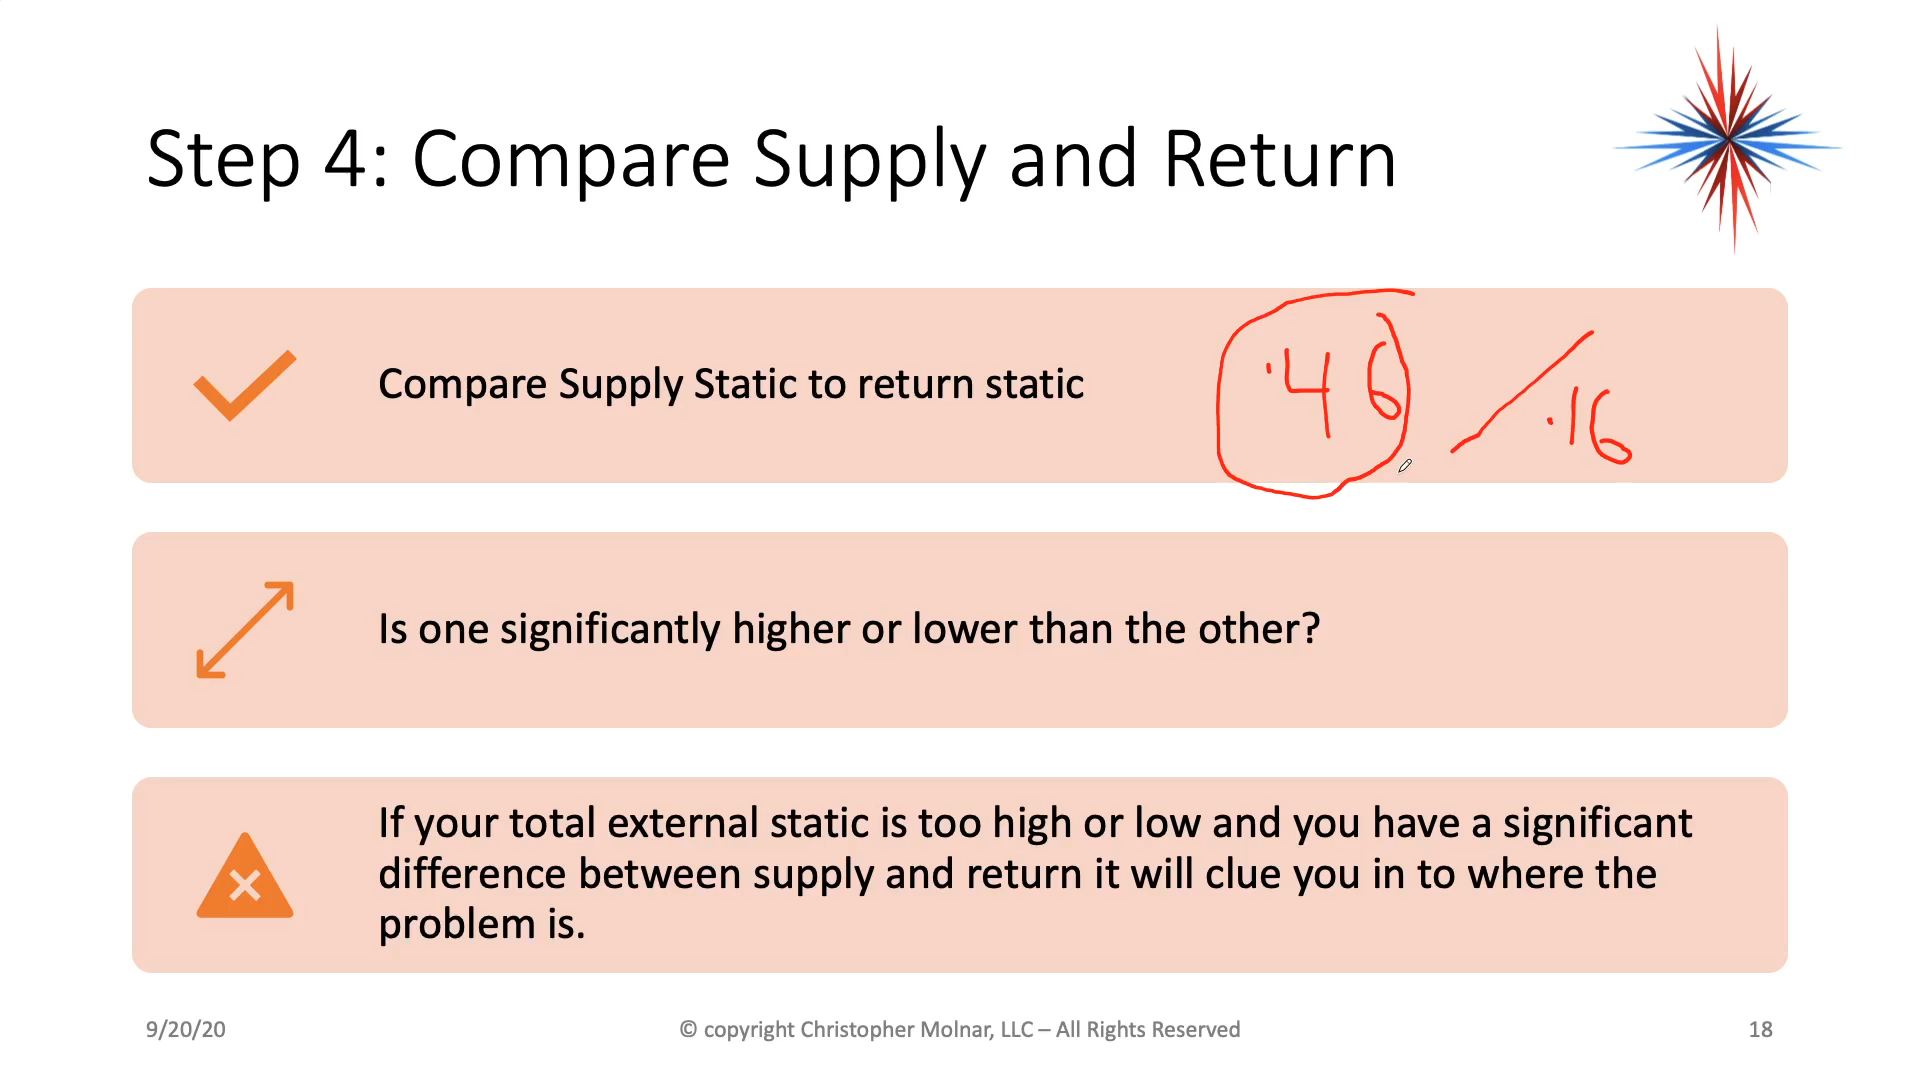 Step 4: Compare Supply and Return
Compare Supply Static to return static
.46 / .16
Is one significantly higher or lower than the other?
If your total external static is too high or low and you have a significant
difference between supply and return it will clue you in to where the
problem is.
9/20/20
© copyright Christopher Molnar, LLC – All Rights Reserved
18